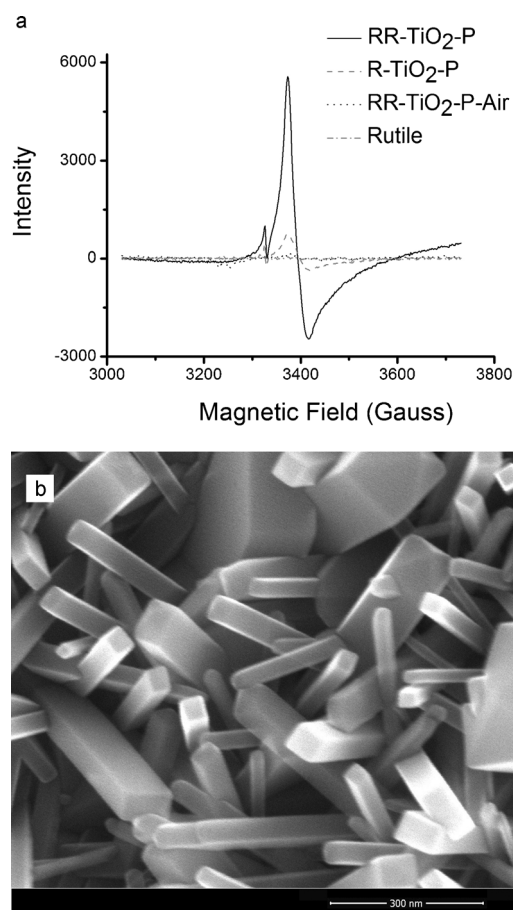 a
RR-TiO2-P
R-TiO2-P
RR-TiO2-P-Air
Rutile
6000
3000
0
-3000
Intensity
3000 3200 3400 3600 3800
Magnetic Field (Gauss)
b
300 nm